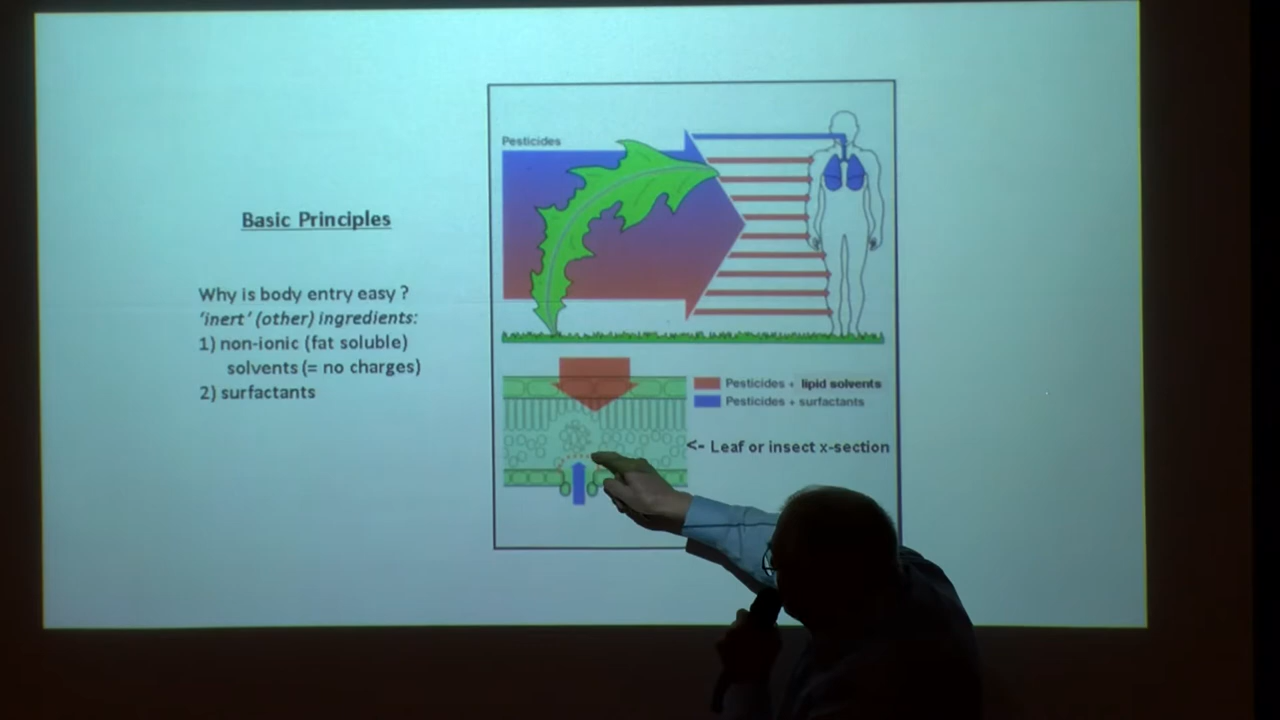 Basic Principles
Why is body entry easy ?
'inert' (other) ingredients:
1) non-ionic (fat soluble)
solvents (= no charges)
2) surfactants
Pesticides
Pesticides + lipid solvents
Pesticides + surfactants
<- Leaf or insect x-section